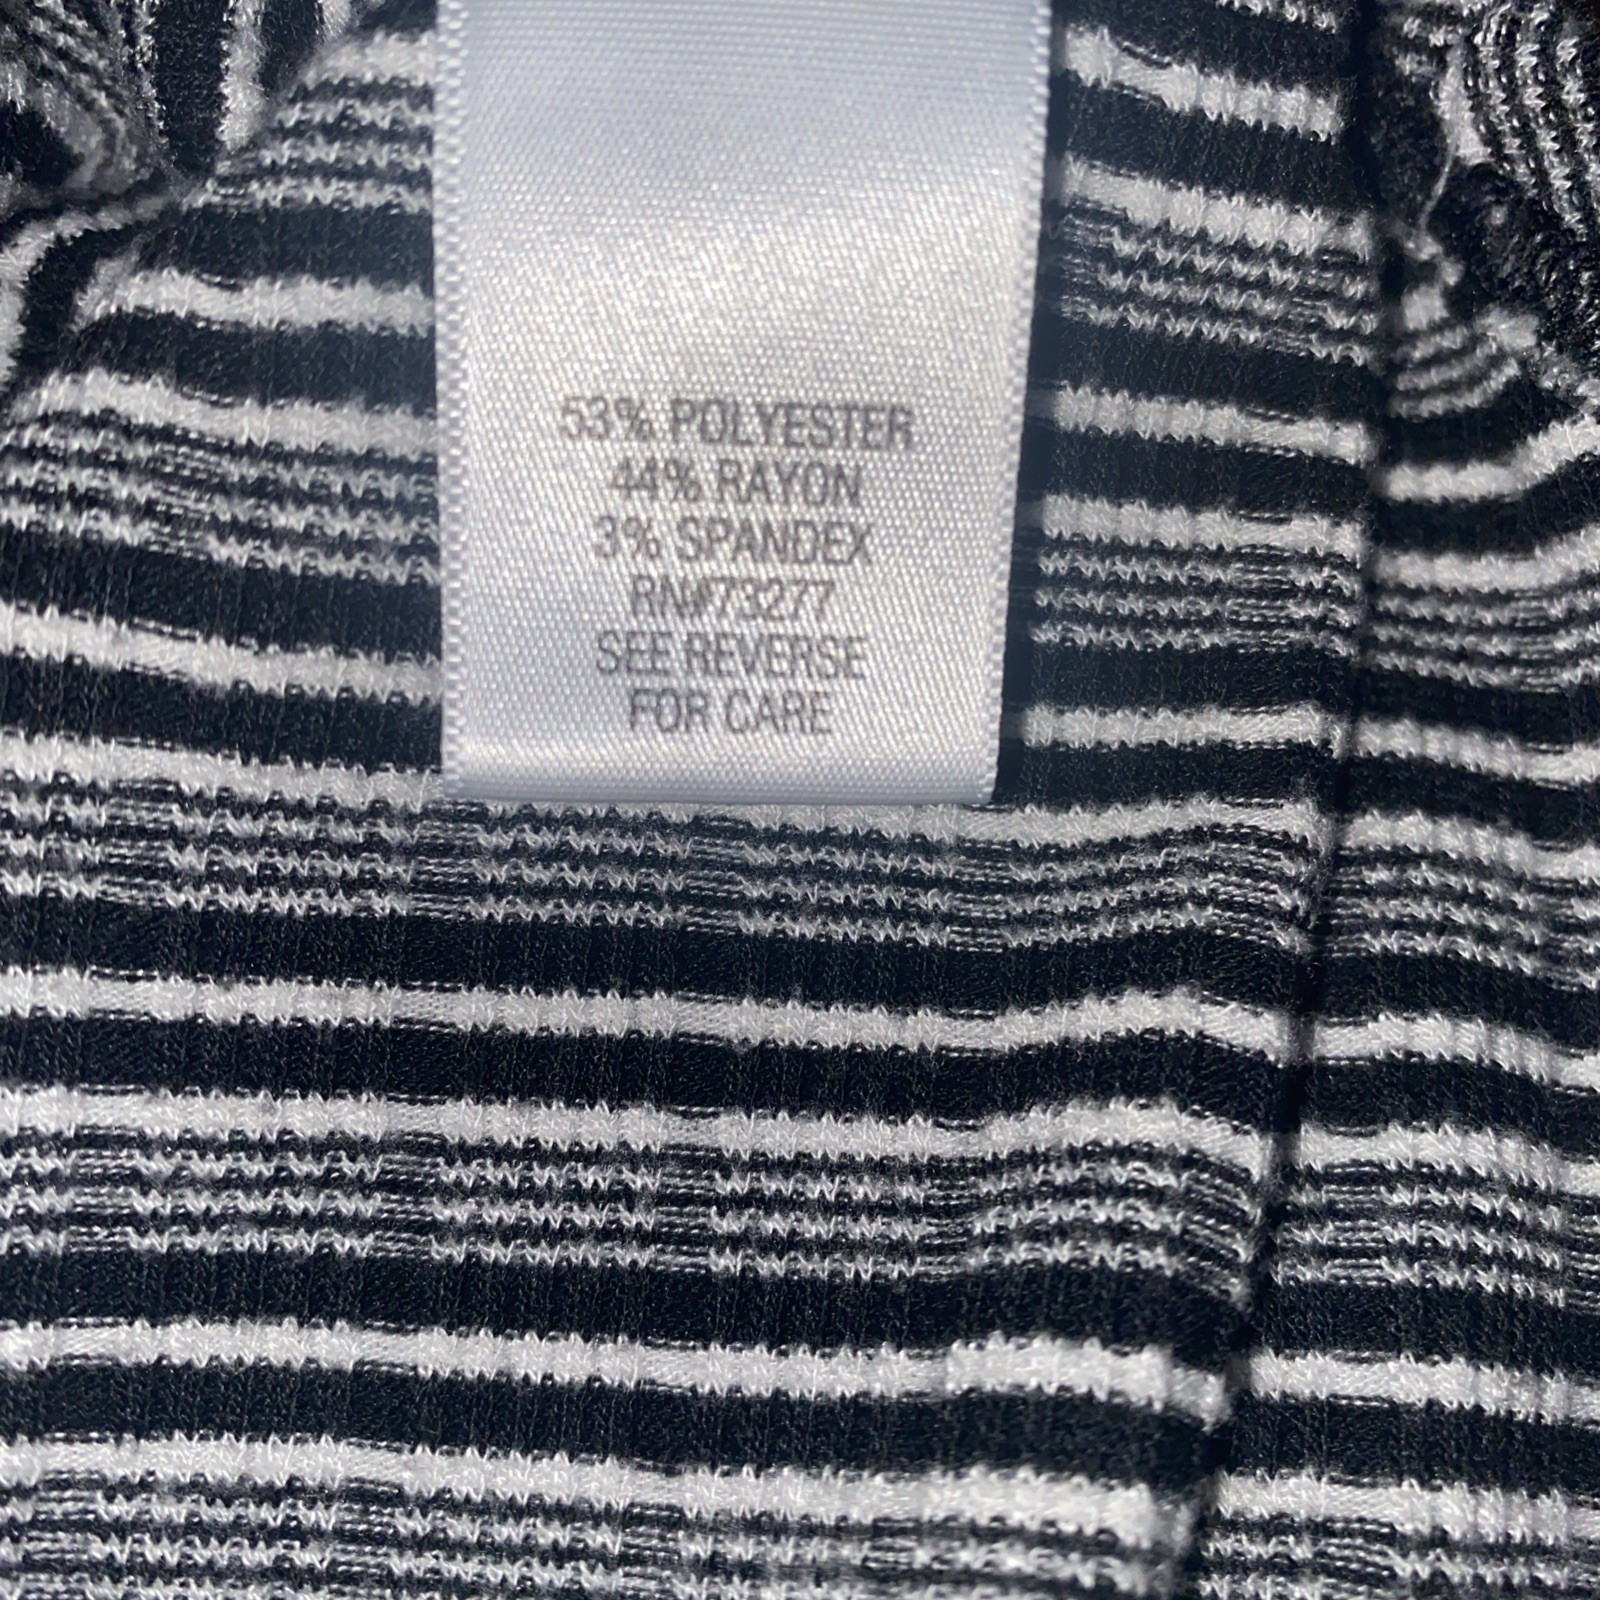 53% POLYESTER
44% RAYON
3% SPANDEX
RN#73277
SEE REVERSE
FOR CARE